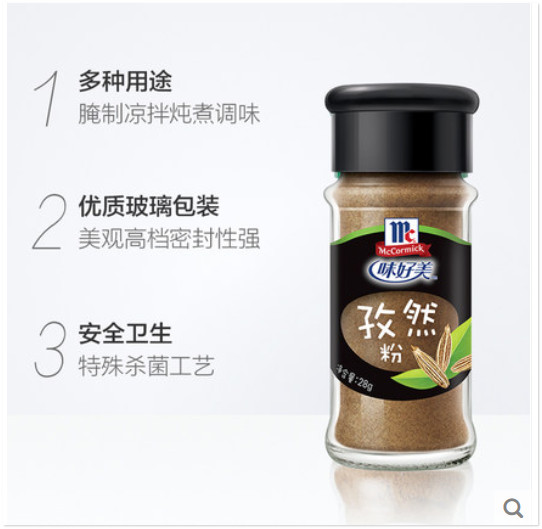 1 多种用途
腌制凉拌炖煮调味
2 优质玻璃包装
美观高档密封性强
3 安全卫生
特殊杀菌工艺
Mc
McCormick
味好美
孜然
粉
净含量:28g